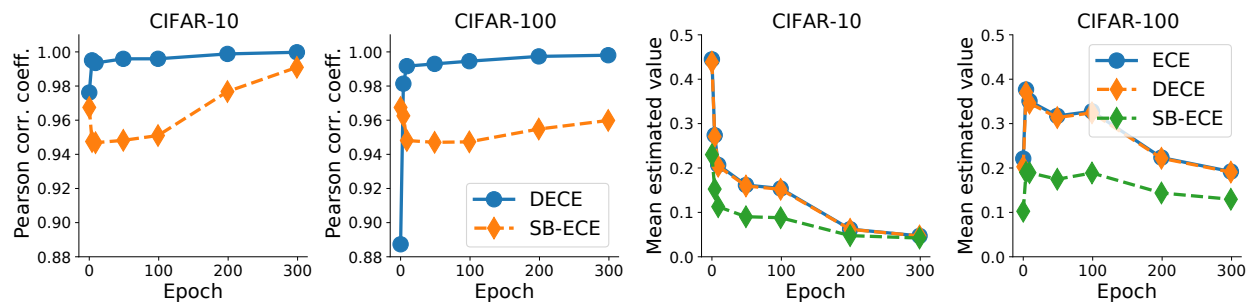 CIFAR-10
Pearson corr. coeff.
1.00
0.98
0.96
0.94
0.92
0.90
0.88
0 100 200 300
Epoch
CIFAR-100
Pearson corr. coeff.
1.00
0.98
0.96
0.94
0.92
0.90
0.88
DECE
SB-ECE
0 100 200 300
Epoch
CIFAR-10
Mean estimated value
0.5
0.4
0.3
0.2
0.1
0.0
0 100 200 300
Epoch
CIFAR-100
Mean estimated value
0.5
0.4
0.3
0.2
0.1
0.0
ECE
DECE
SB-ECE
0 100 200 300
Epoch